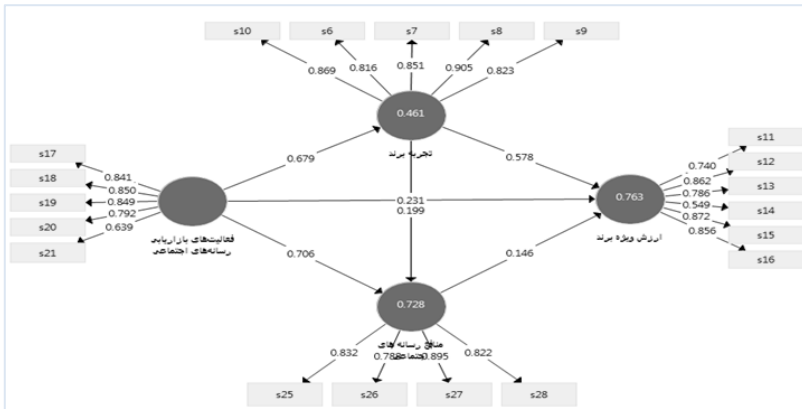 s10 s6 s7 s8 s9
0.869 0.816 0.851 0.905 0.823
0.461
تجربه برند
s17
s18
s19
s20
s21
0.841
0.850
0.849
0.792
0.639
فعالیت‌های بازاریابی
رسانه‌های اجتماعی
0.679
0.578
0.231
0.199
0.706
0.146
0.763
ارزش ویژه برند
0.740
0.862
0.786
0.549
0.872
0.856
s11
s12
s13
s14
s15
s16
0.728
منافع رسانه های
اجتماعی
0.832 0.788 0.895 0.822
s25 s26 s27 s28